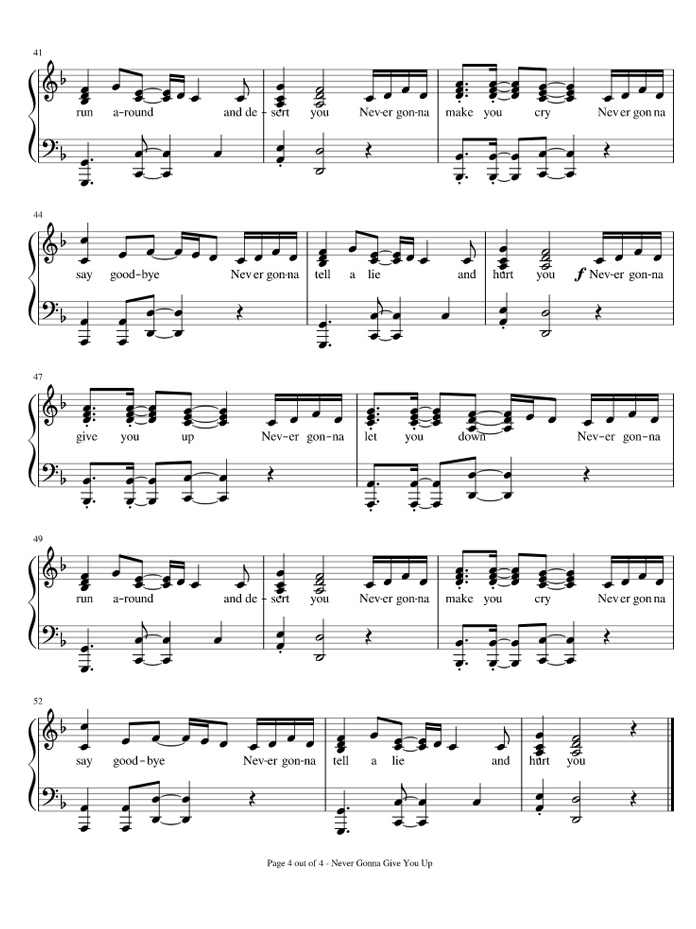 41
run a-round and de-sert you Nev-er gon-na make you cry Nev-er gon na
44
say good-bye Nev-er gon-na tell a lie and hurt you f Nev-er gon-na
47
give you up Nev-er gon-na let you down Nev-er gon-na
49
run a-round and de-sert you Nev-er gon-na make you cry Nev-er gon na
52
say good-bye Nev-er gon-na tell a lie and hurt you
Page 4 out of 4 - Never Gonna Give You Up